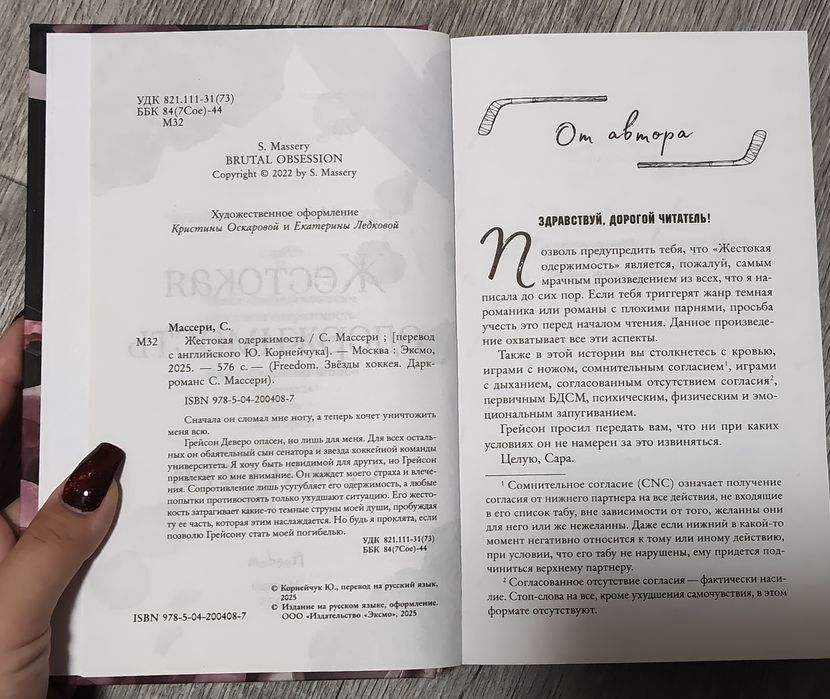 УДК 821.111-31(73)
ББК 84(7Сое)-44
М32
S. Massery
BRUTAL OBSESSION
Copyright © 2022 by S. Massery
Художественное оформление
Кристины Оскаровой и Екатерины Ледковой
Массери, С.
М32 Жестокая одержимость / С. Массери ; [перевод
с английского Ю. Корнейчука]. — Москва : Эксмо,
2025. — 576 с. — (Freedom. Звёзды хоккея. Дарк-
романс С. Массери).
ISBN 978-5-04-200408-7
Сначала он сломал мне ногу, а теперь хочет уничтожить
меня всю.
Грейсон Деверо опасен, но лишь для меня. Для всех осталь-
ных он обаятельный сын сенатора и звезда хоккейной команды
университета. Я хочу быть невидимой для других, но Грейсон
привлекает ко мне внимание. Он жаждет моего страха и влече-
ния. Сопротивление лишь усугубляет его одержимость, а любые
попытки противостоять только ухудшают ситуацию. Его жесто-
кость затрагивает какие-то темные струны моей души, пробуждая
ту ее часть, которая этим наслаждается. Но будь я проклята, если
позволю Грейсону стать моей погибелью.
УДК 821.111-31(73)
ББК 84(7Сое)-44
© Корнейчук Ю., перевод на русский язык,
2025
© Издание на русском языке, оформление.
ООО «Издательство «Эксмо», 2025
ISBN 978-5-04-200408-7
От автора
ЗДРАВСТВУЙ, ДОРОГОЙ ЧИТАТЕЛЬ!
Позволь предупредить тебя, что «Жестокая
одержимость» является, пожалуй, самым
мрачным произведением из всех, что я на-
писала до сих пор. Если тебя триггерят жанр темная
романика или романы с плохими парнями, просьба
учесть это перед началом чтения. Данное произведе-
ние охватывает все эти аспекты.
Также в этой истории вы столкнетесь с кровью,
играми с ножом, сомнительным согласием¹, играми
с дыханием, согласованным отсутствием согласия²,
первичным БДСМ, психическим, физическим и эмо-
циональным запугиванием.
Грейсон просил передать вам, что ни при каких
условиях он не намерен за это извиняться.
Целую, Сара.
¹ Сомнительное согласие (CNC) означает получение
согласия от нижнего партнера на все действия, не входящие
в его список табу, вне зависимости от того, желанны они
для него или же нежеланны. Даже если нижний в какой-то
момент негативно относится к тому или иному действию,
при условии, что его табу не нарушены, ему придется под-
чиниться верхнему партнеру.
² Согласованное отсутствие согласия — фактически наси-
лие. Стоп-слова на все, кроме ухудшения самочувствия, в этом
формате отсутствуют.